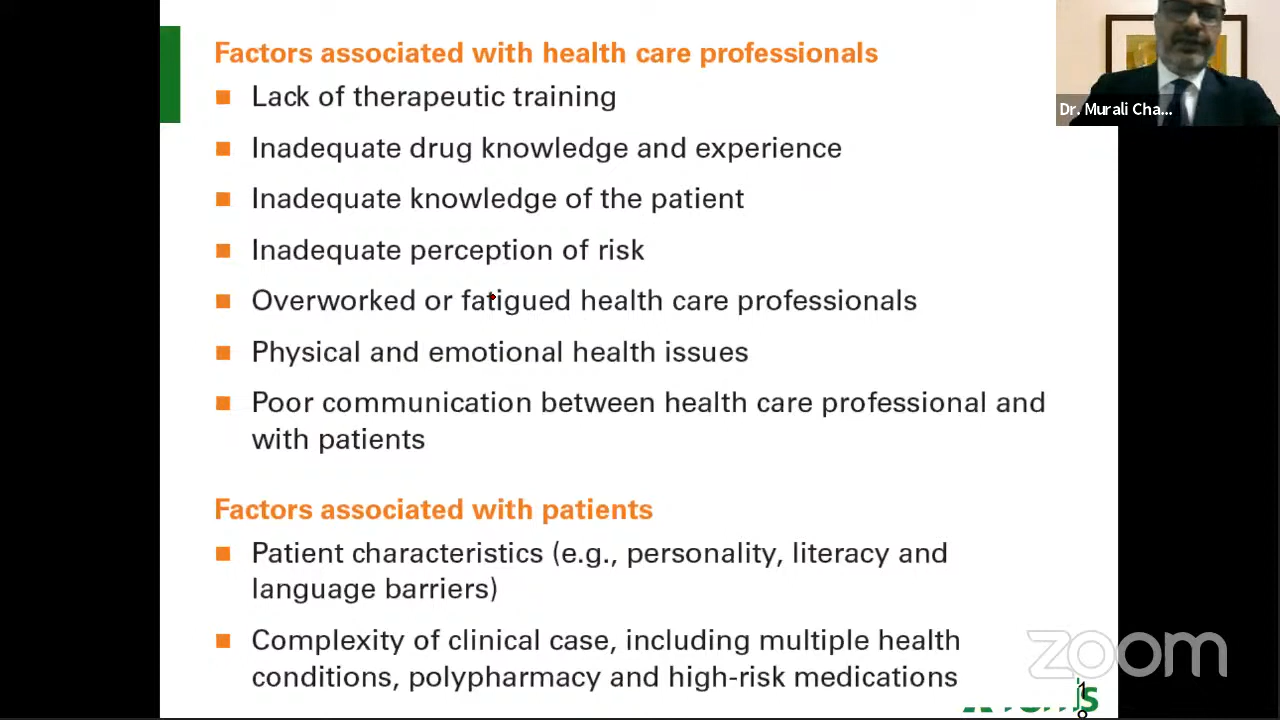 Factors associated with health care professionals
Lack of therapeutic training
Inadequate drug knowledge and experience
Inadequate knowledge of the patient
Inadequate perception of risk
Overworked or fatigued health care professionals
Physical and emotional health issues
Poor communication between health care professional and
with patients
Factors associated with patients
Patient characteristics (e.g., personality, literacy and
language barriers)
Complexity of clinical case, including multiple health
conditions, polypharmacy and high-risk medications
Dr. Murali Cha...
zoom